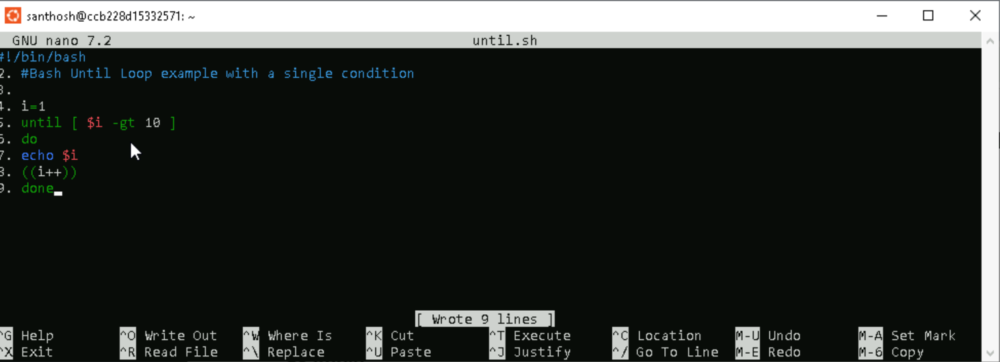 santhosh@ccb228d15332571: ~
GNU nano 7.2 until.sh
#!/bin/bash
2. #Bash Until Loop example with a single condition
3.
4. i=1
5. until [ $i -gt 10 ]
6. do
7. echo $i
8. ((i++))
9. done
[ Wrote 9 lines ]
^G Help ^O Write Out ^W Where Is ^K Cut ^T Execute ^C Location M-U Undo M-A Set Mark
^X Exit ^R Read File ^\ Replace ^U Paste ^J Justify ^/ Go To Line M-E Redo M-6 Copy